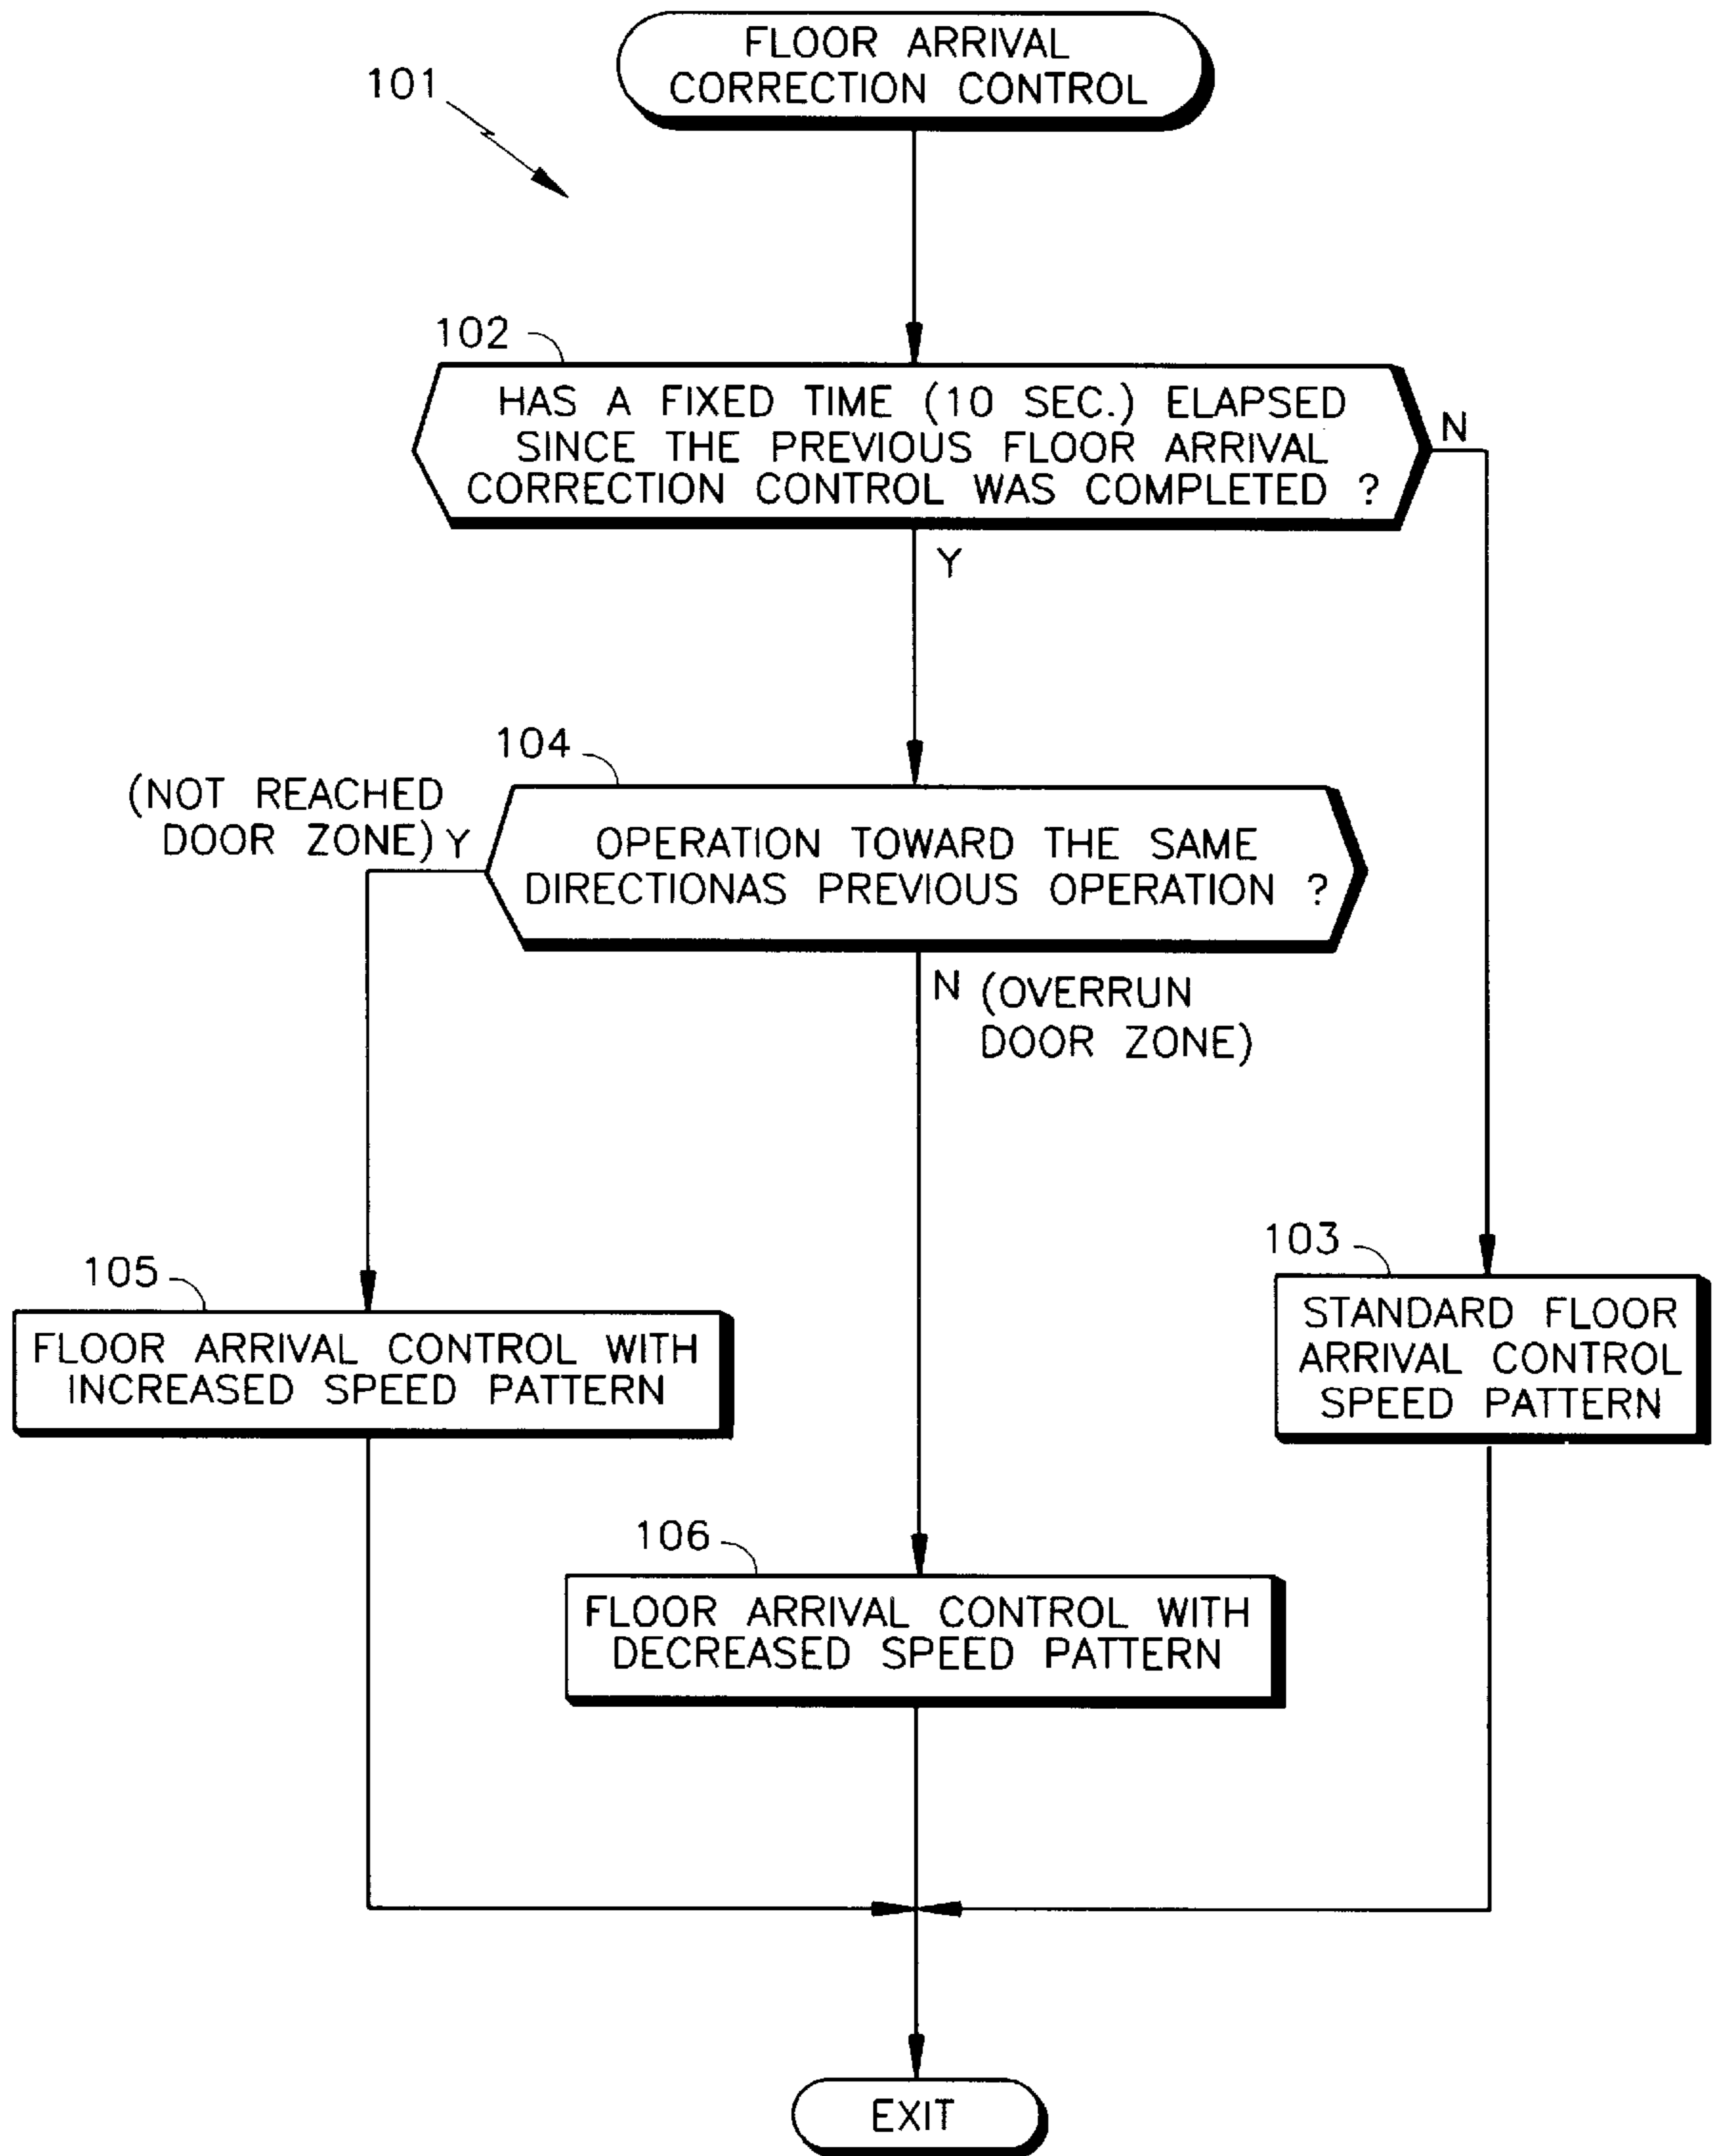 FLOOR ARRIVAL
CORRECTION CONTROL
101
102
HAS A FIXED TIME (10 SEC.) ELAPSED
SINCE THE PREVIOUS FLOOR ARRIVAL
CORRECTION CONTROL WAS COMPLETED ?
N
Y
104
(NOT REACHED
DOOR ZONE) Y
OPERATION TOWARD THE SAME
DIRECTIONAS PREVIOUS OPERATION ?
N (OVERRUN
DOOR ZONE)
103
STANDARD FLOOR
ARRIVAL CONTROL
SPEED PATTERN
105
FLOOR ARRIVAL CONTROL WITH
INCREASED SPEED PATTERN
106
FLOOR ARRIVAL CONTROL WITH
DECREASED SPEED PATTERN
EXIT